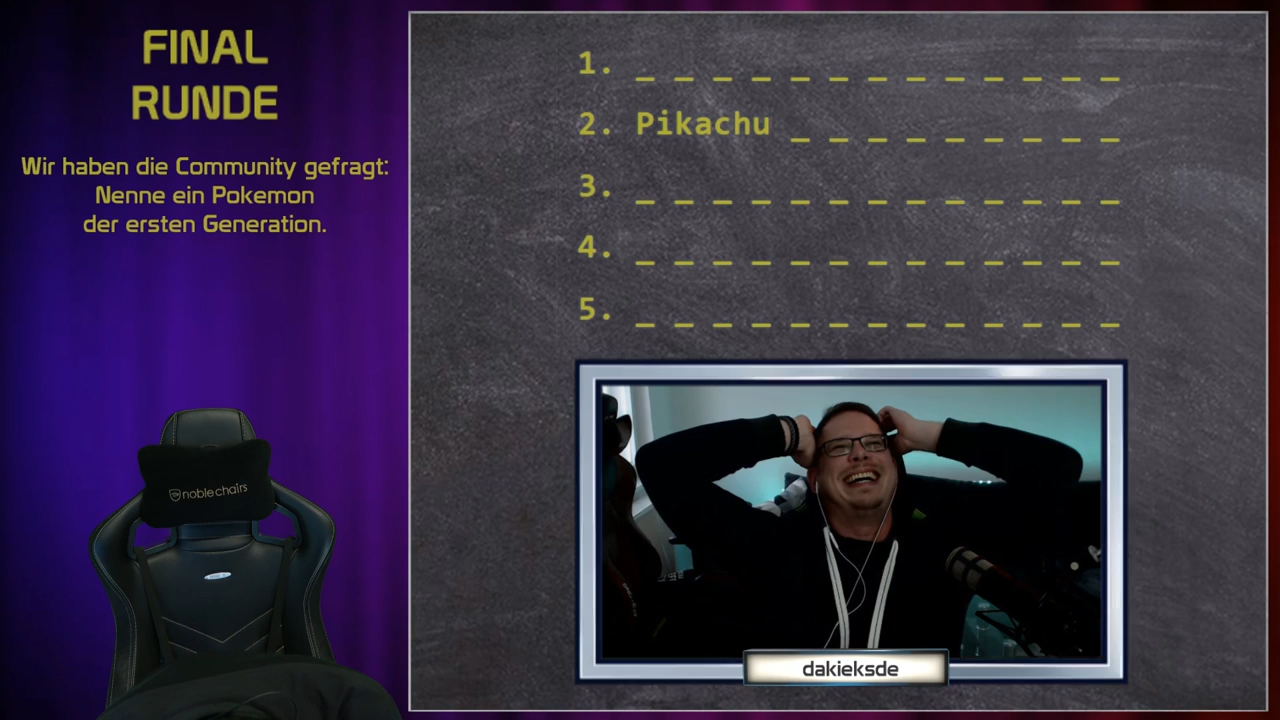 FINAL
RUNDE
Wir haben die Community gefragt:
Nenne ein Pokemon
der ersten Generation.
1. _ _ _ _ _ _ _ _ _ _ _ _ _
2. Pikachu _ _ _ _ _ _ _ _ _
3. _ _ _ _ _ _ _ _ _ _ _ _ _
4. _ _ _ _ _ _ _ _ _ _ _ _ _
5. _ _ _ _ _ _ _ _ _ _ _ _ _
noblechairs
dakieksde